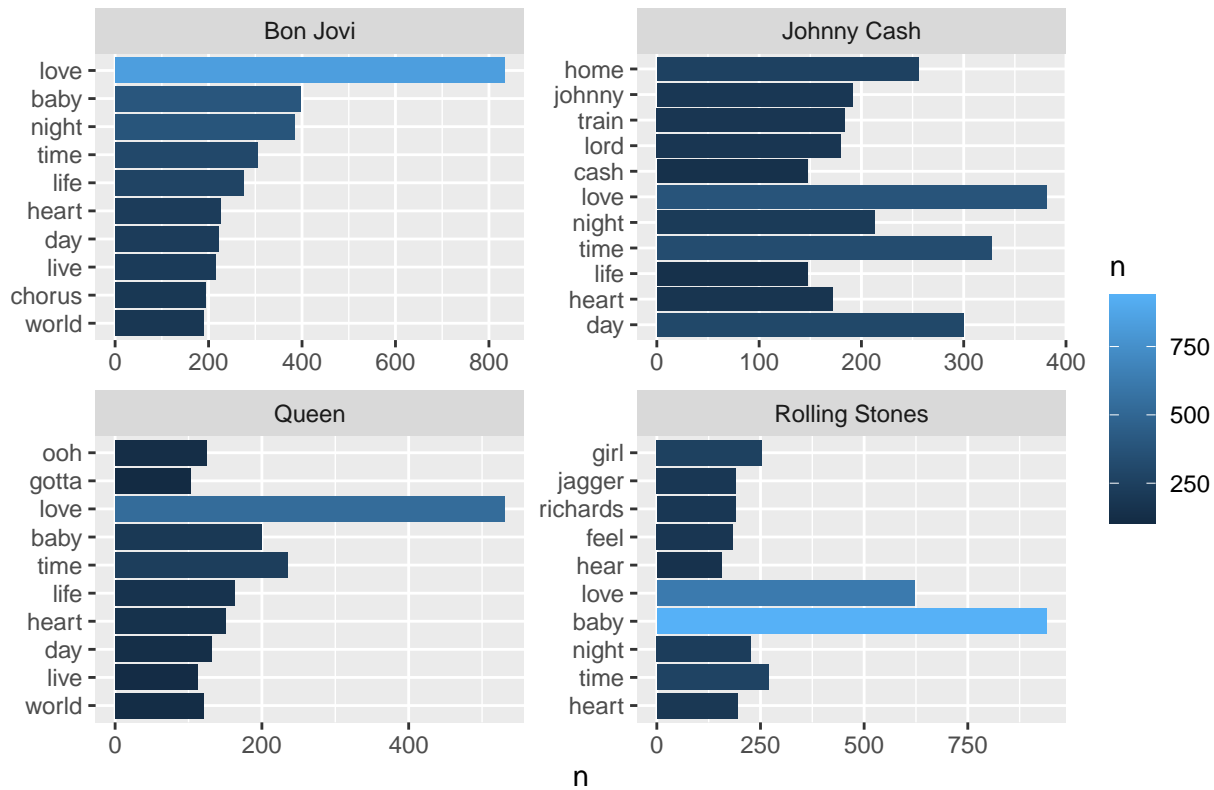 Bon Jovi
love
baby
night
time
life
heart
day
live
chorus
world
0 200 400 600 800
Johnny Cash
home
johnny
train
lord
cash
love
night
time
life
heart
day
0 100 200 300 400
Queen
ooh
gotta
love
baby
time
life
heart
day
live
world
0 200 400
Rolling Stones
girl
jagger
richards
feel
hear
love
baby
night
time
heart
0 250 500 750
n
n
750
500
250